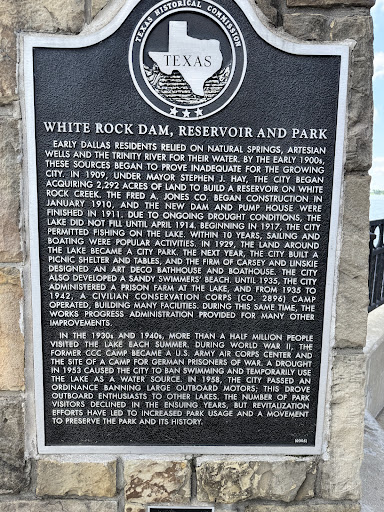 TEXAS HISTORICAL COMMISSION
TEXAS
WHITE ROCK DAM, RESERVOIR AND PARK
EARLY DALLAS RESIDENTS RELIED ON NATURAL SPRINGS, ARTESIAN
WELLS AND THE TRINITY RIVER FOR THEIR WATER. BY THE EARLY 1900s,
THESE SOURCES BEGAN TO PROVE INADEQUATE FOR THE GROWING
CITY. IN 1909, UNDER MAYOR STEPHEN J. HAY, THE CITY BEGAN
ACQUIRING 2,292 ACRES OF LAND TO BUILD A RESERVOIR ON WHITE
ROCK CREEK. THE FRED A. JONES CO. BEGAN CONSTRUCTION IN
JANUARY 1910, AND THE NEW DAM AND PUMP HOUSE WERE
FINISHED IN 1911. DUE TO ONGOING DROUGHT CONDITIONS, THE
LAKE DID NOT FILL UNTIL APRIL 1914. BEGINNING IN 1917, THE CITY
PERMITTED FISHING ON THE LAKE. WITHIN 10 YEARS, SAILING AND
BOATING WERE POPULAR ACTIVITIES. IN 1929, THE LAND AROUND
THE LAKE BECAME A CITY PARK. THE NEXT YEAR, THE CITY BUILT A
PICNIC SHELTER AND TABLES, AND THE FIRM OF CARSEY AND LINSKIE
DESIGNED AN ART DECO BATHHOUSE AND BOATHOUSE. THE CITY
ALSO DEVELOPED A SANDY SWIMMERS' BEACH. UNTIL 1935, THE CITY
ADMINISTERED A PRISON FARM AT THE LAKE, AND FROM 1935 TO
1942, A CIVILIAN CONSERVATION CORPS (CO. 2896) CAMP
OPERATED, BUILDING MANY FACILITIES. DURING THIS SAME TIME, THE
WORKS PROGRESS ADMINISTRATION PROVIDED FOR MANY OTHER
IMPROVEMENTS.
IN THE 1930s AND 1940s, MORE THAN A HALF MILLION PEOPLE
VISITED THE LAKE EACH SUMMER. DURING WORLD WAR II, THE
FORMER CCC CAMP BECAME A U.S. ARMY AIR CORPS CENTER AND
THE SITE OF A CAMP FOR GERMAN PRISONERS OF WAR. A DROUGHT
IN 1953 CAUSED THE CITY TO BAN SWIMMING AND TEMPORARILY USE
THE LAKE AS A WATER SOURCE. IN 1958, THE CITY PASSED AN
ORDINANCE BANNING LARGE OUTBOARD MOTORS; THIS DROVE
OUTBOARD ENTHUSIASTS TO OTHER LAKES. THE NUMBER OF PARK
VISITORS DECLINED IN THE ENSUING YEARS, BUT REVITALIZATION
EFFORTS HAVE LED TO INCREASED PARK USAGE AND A MOVEMENT
TO PRESERVE THE PARK AND ITS HISTORY.